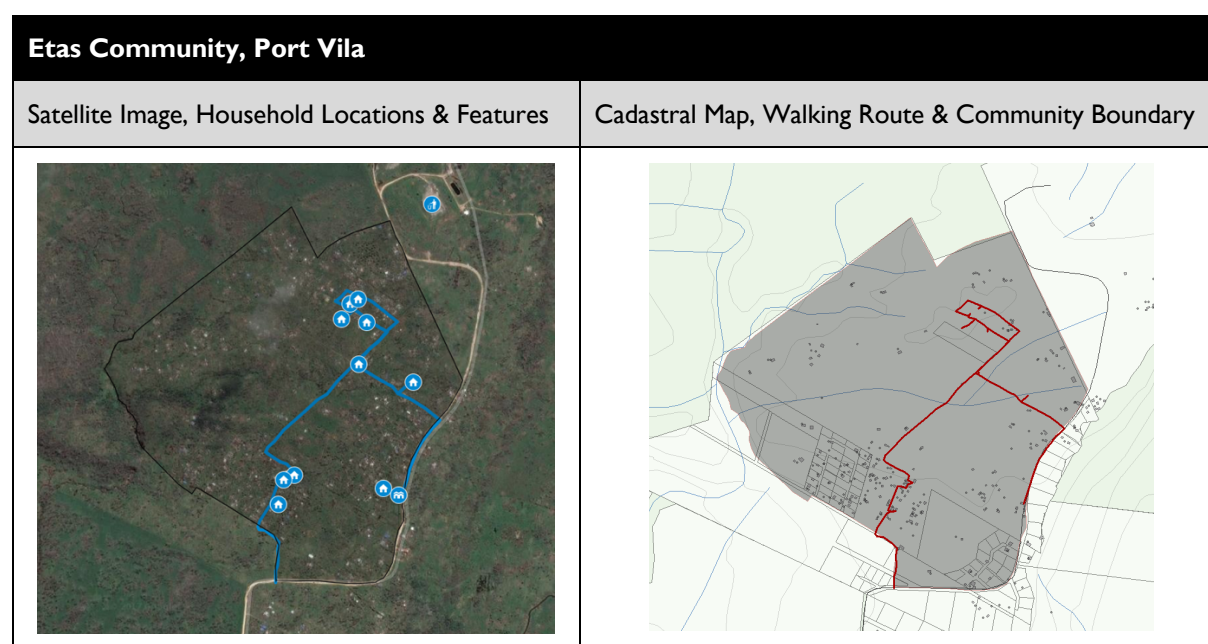 Etas Community, Port Vila
Satellite Image, Household Locations & Features
Cadastral Map, Walking Route & Community Boundary